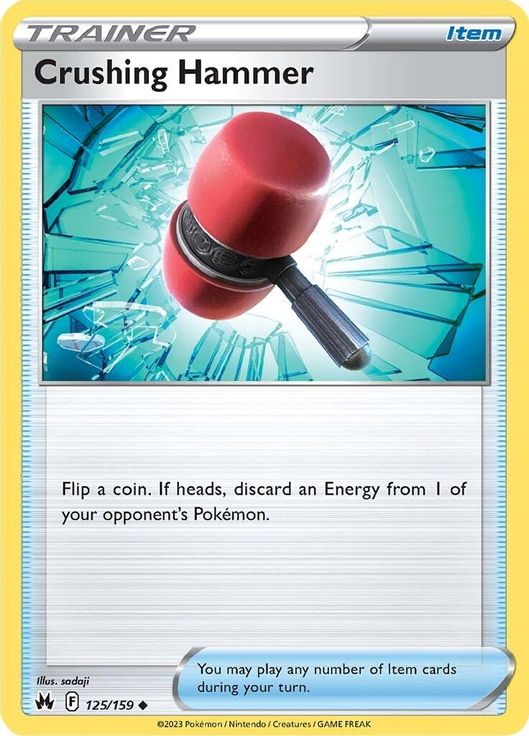 TRAINER Item
Crushing Hammer
Flip a coin. If heads, discard an Energy from 1 of
your opponent's Pokémon.
You may play any number of Item cards
during your turn.
Illus. sadaji
F 125/159
©2023 Pokémon / Nintendo / Creatures / GAME FREAK